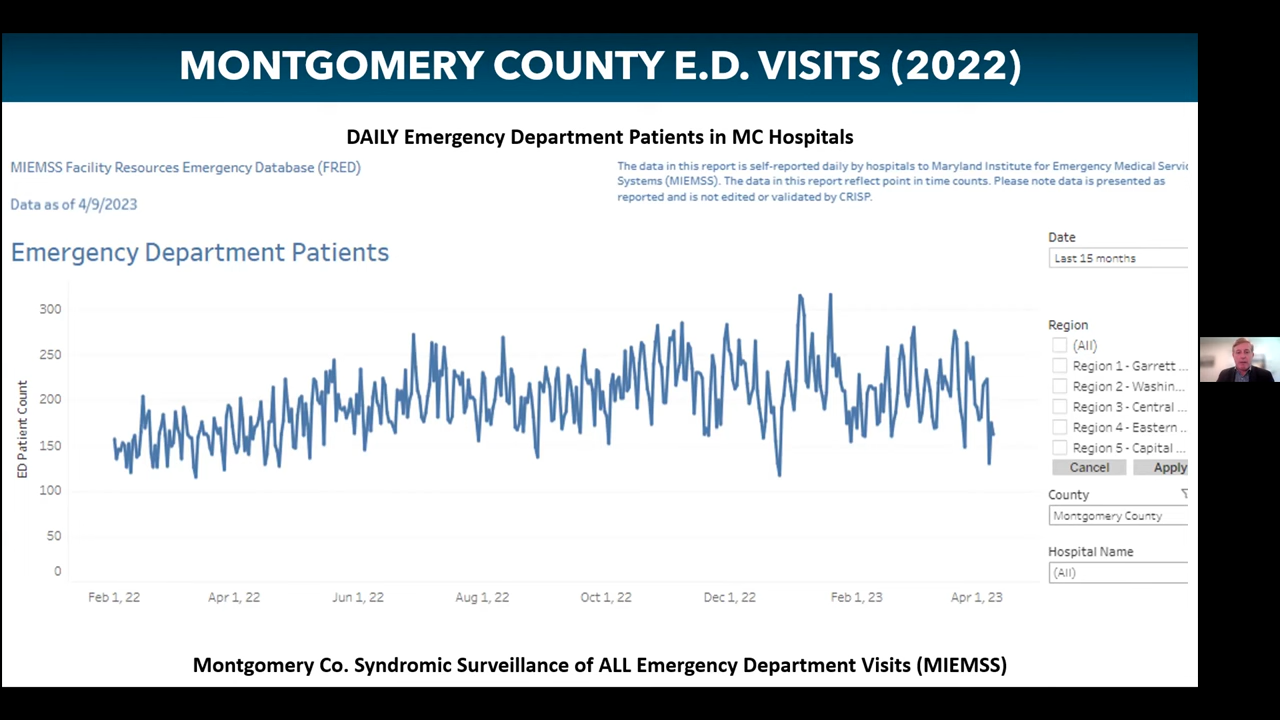 MONTGOMERY COUNTY E.D. VISITS (2022)
DAILY Emergency Department Patients in MC Hospitals
MIEMSS Facility Resources Emergency Database (FRED)
Data as of 4/9/2023
The data in this report is self-reported daily by hospitals to Maryland Institute for Emergency Medical Servic
Systems (MIEMSS). The data in this report reflect point in time counts. Please note data is presented as
reported and is not edited or validated by CRISP.
Emergency Department Patients
Date
Last 15 months
Region
(All)
Region 1 - Garrett ...
Region 2 - Washin...
Region 3 - Central ...
Region 4 - Eastern ...
Region 5 - Capital ...
Cancel Apply
County
Montgomery County
Hospital Name
(All)
ED Patient Count
300
250
200
150
100
50
0
Feb 1, 22 Apr 1, 22 Jun 1, 22 Aug 1, 22 Oct 1, 22 Dec 1, 22 Feb 1, 23 Apr 1, 23
Montgomery Co. Syndromic Surveillance of ALL Emergency Department Visits (MIEMSS)